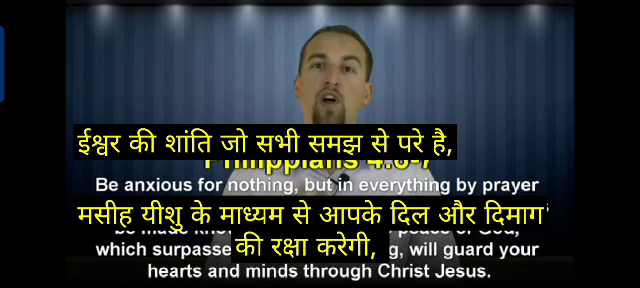 ईश्वर की शांति जो सभी समझ से परे है,
Philippians 4:6-7
Be anxious for nothing, but in everything by prayer
मसीह यीशु के माध्यम से आपके दिल और दिमाग
God,
which surpasse की रक्षा करेगी, g, will guard your
hearts and minds through Christ Jesus.